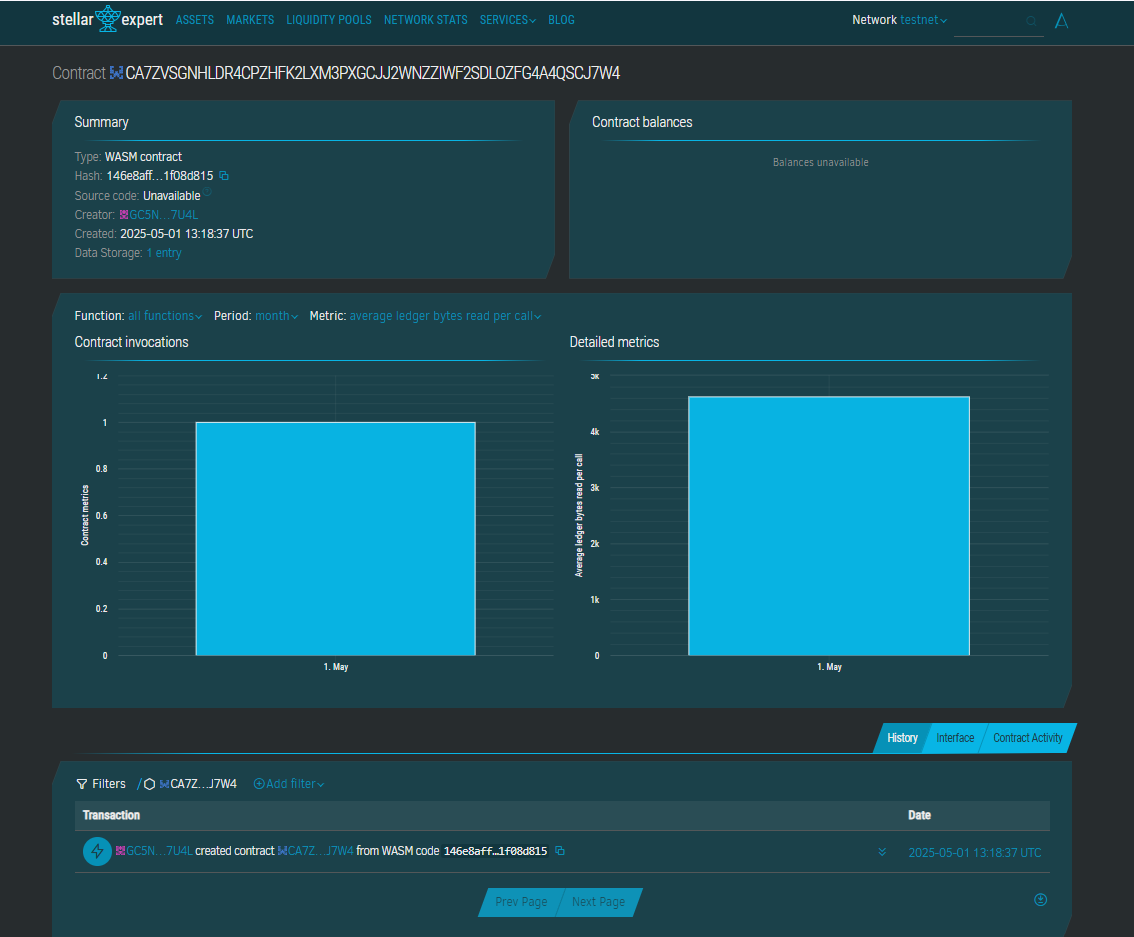 stellar expert ASSETS MARKETS LIQUIDITY POOLS NETWORK STATS SERVICES BLOG Network testnet
Contract CA7ZVSGNHLDR4CPZHFK2LXM3PXGCJJ2WNZZIWF2SDLOZFG4A4QSCJ7W4
Summary
Type: WASM contract
Hash: 146e8aff...1f08d815
Source code: Unavailable
Creator: GC5N...7U4L
Created: 2025-05-01 13:18:37 UTC
Data Storage: 1 entry
Contract balances
Balances unavailable
Function: all functions Period: month Metric: average ledger bytes read per call
Contract invocations
Contract metrics
1.2
1
0.8
0.6
0.4
0.2
0
1. May
Detailed metrics
Average ledger bytes read per call
5k
4k
3k
2k
1k
0
1. May
History Interface Contract Activity
Filters / CA7Z...J7W4 Add filter
Transaction Date
GC5N...7U4L created contract CA7Z...J7W4 from WASM code 146e8aff…1f08d815 2025-05-01 13:18:37 UTC
Prev Page Next Page